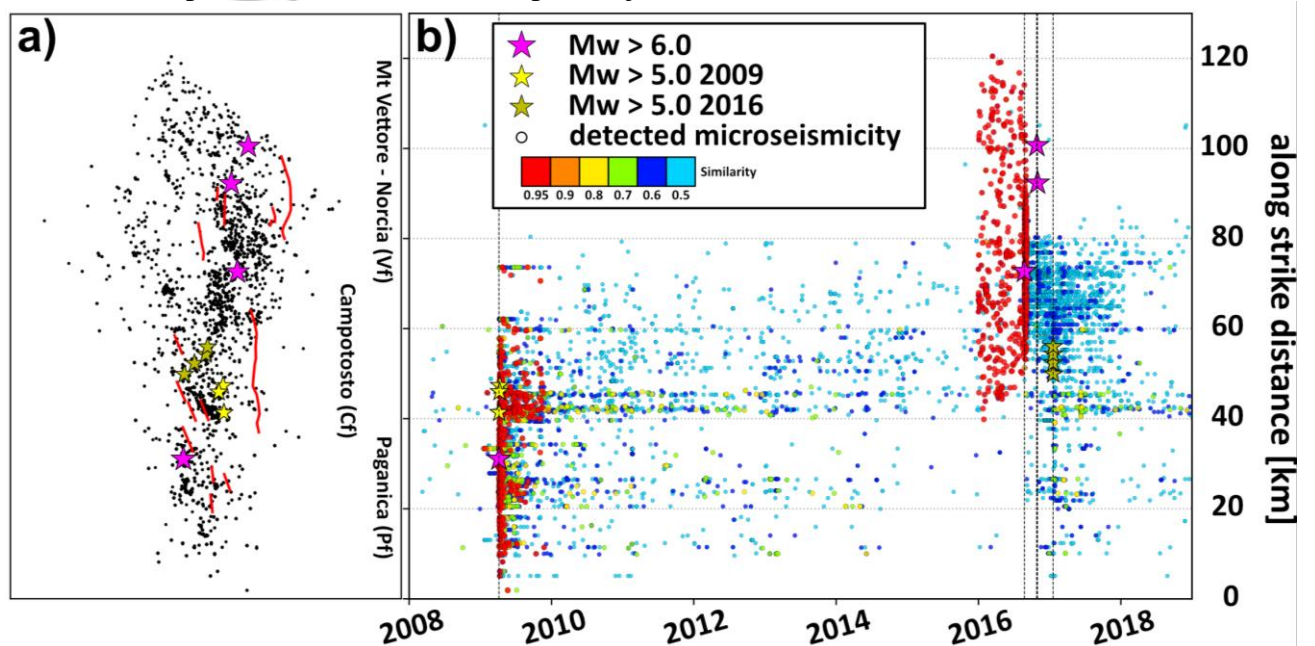 a)
Mt Vettore - Norcia (Vf)
Campotosto (Cf)
Paganica (Pf)
b)
Mw > 6.0
Mw > 5.0 2009
Mw > 5.0 2016
detected microseismicity
Similarity
0.95 0.9 0.8 0.7 0.6 0.5
120
100
80
60
40
20
0
along strike distance [km]
2008 2010 2012 2014 2016 2018